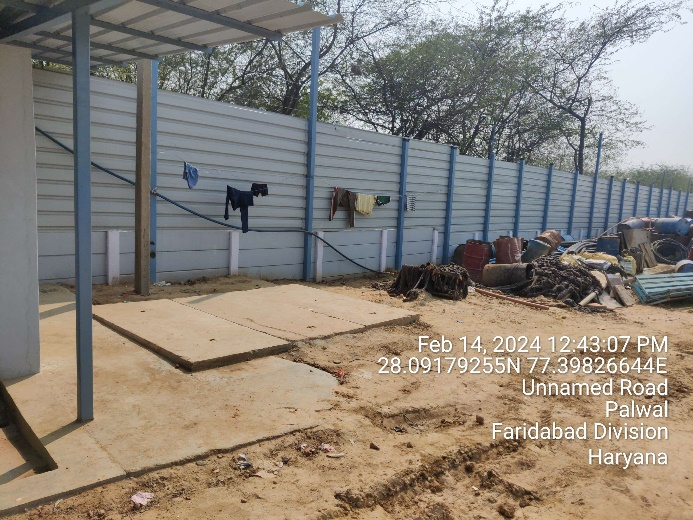 Feb 14, 2024 12:43:07 PM
28.09179255N 77.39826644E
Unnamed Road
Palwal
Faridabad Division
Haryana